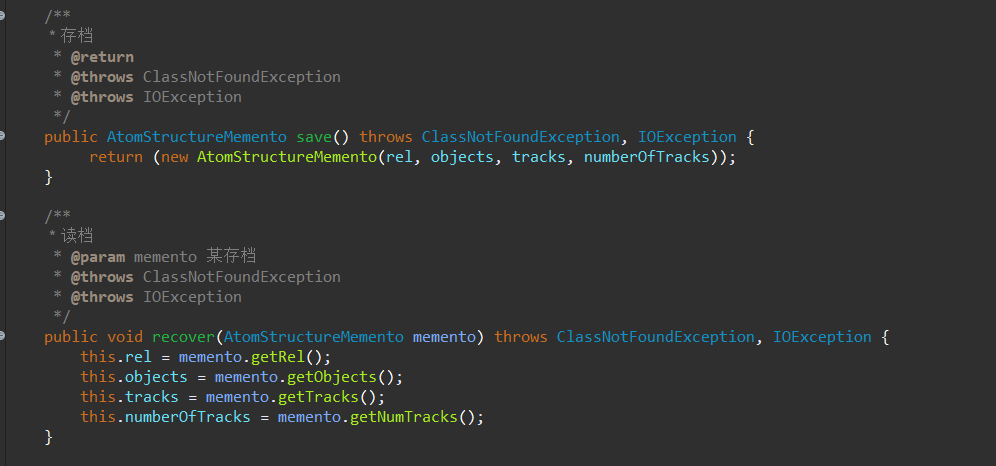 /**
* 存档
* @return
* @throws ClassNotFoundException
* @throws IOException
*/
public AtomStructureMemento save() throws ClassNotFoundException, IOException {
return (new AtomStructureMemento(rel, objects, tracks, numberOfTracks));
}
/**
* 读档
* @param memento 某存档
* @throws ClassNotFoundException
* @throws IOException
*/
public void recover(AtomStructureMemento memento) throws ClassNotFoundException, IOException {
this.rel = memento.getRel();
this.objects = memento.getObjects();
this.tracks = memento.getTracks();
this.numberOfTracks = memento.getNumTracks();
}